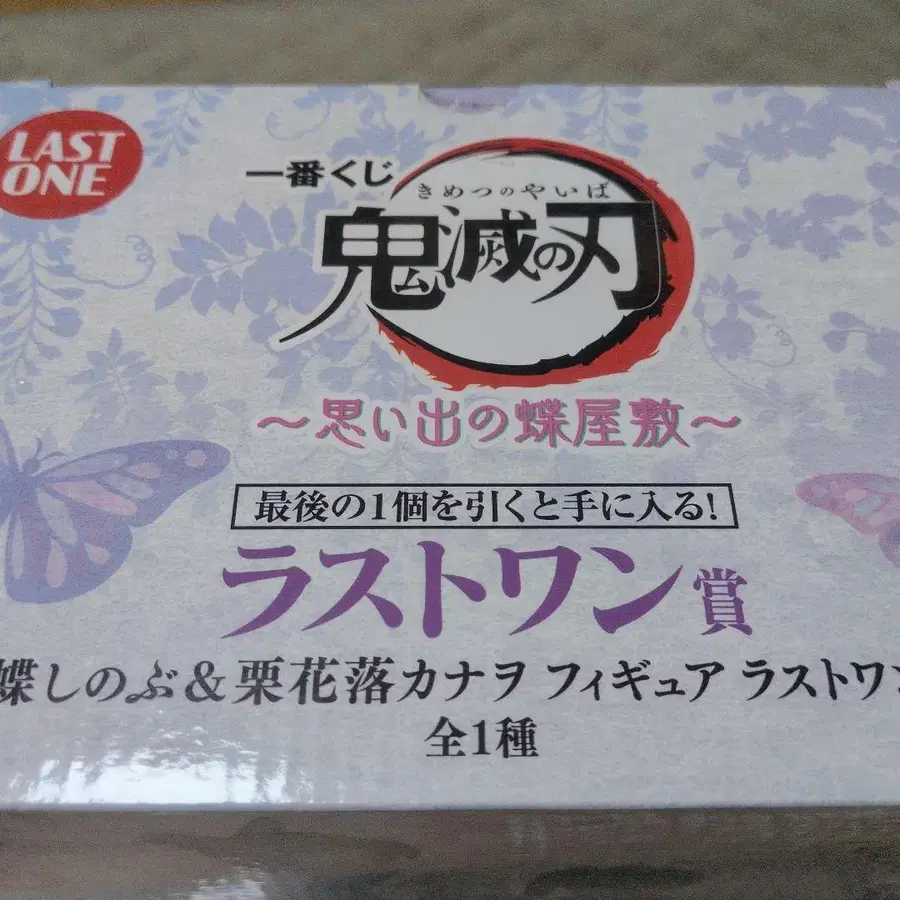 LAST
ONE
一番くじ
きめつのやいば
鬼滅の刃
～思い出の蝶屋敷～
最後の1個を引くと手に入る!
ラストワン賞
蝶しのぶ&栗花落カナヲ フィギュア ラストワン
全1種